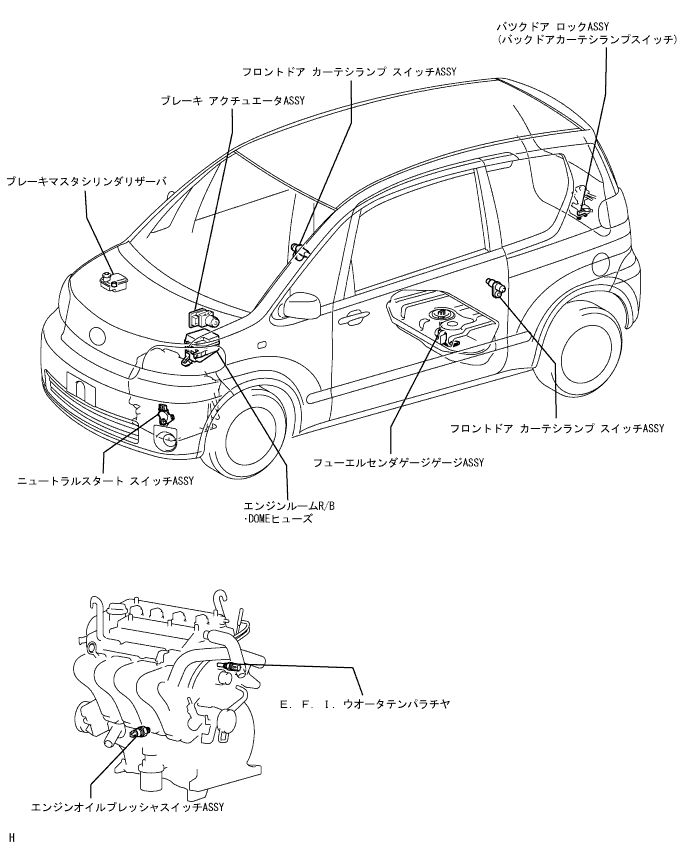 バツクドア ロックASSY
(バックドアカーテシランプスイッチ)
フロントドア カーテシランプ スイッチASSY
ブレーキ アクチュエータASSY
ブレーキマスタシリンダリザーバ
フロントドア カーテシランプ スイッチASSY
フューエルセンダゲージゲージASSY
ニュートラルスタート スイッチASSY
エンジンルームR/B
・DOMEヒューズ
E．F．I．ウオータテンパラチヤ
エンジンオイルプレッシャスイッチASSY
H